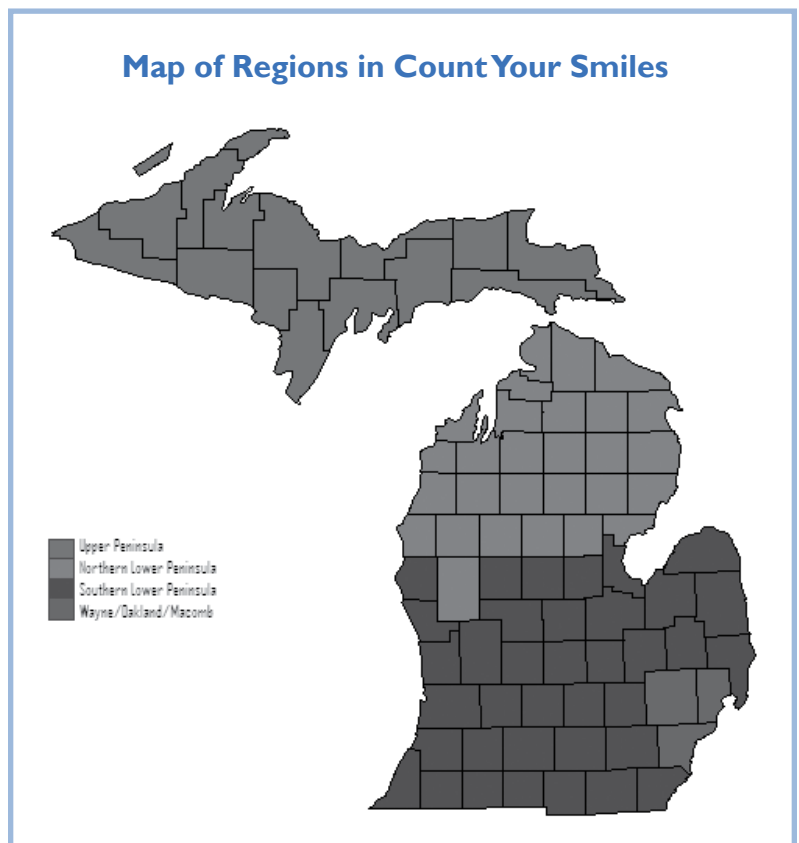 Map of Regions in Count Your Smiles
Upper Peninsula
Northern Lower Peninsula
Southern Lower Peninsula
Wayne/Oakland/Macomb